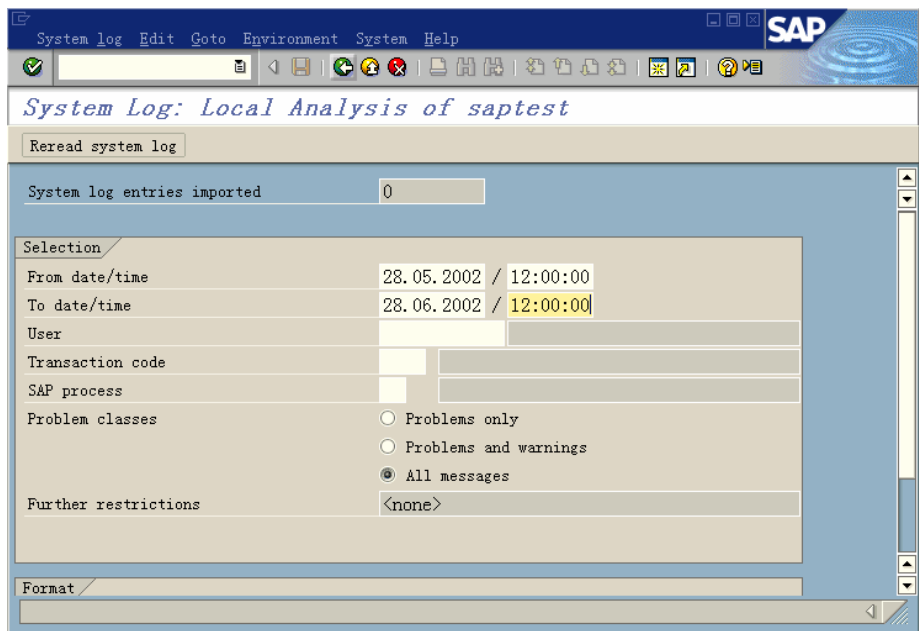 System log Edit Goto Environment System Help
SAP
System Log: Local Analysis of saptest
Reread system log
System log entries imported 0
Selection
From date/time 28.05.2002 / 12:00:00
To date/time 28.06.2002 / 12:00:00
User
Transaction code
SAP process
Problem classes Problems only
Problems and warnings
All messages
Further restrictions <none>
Format